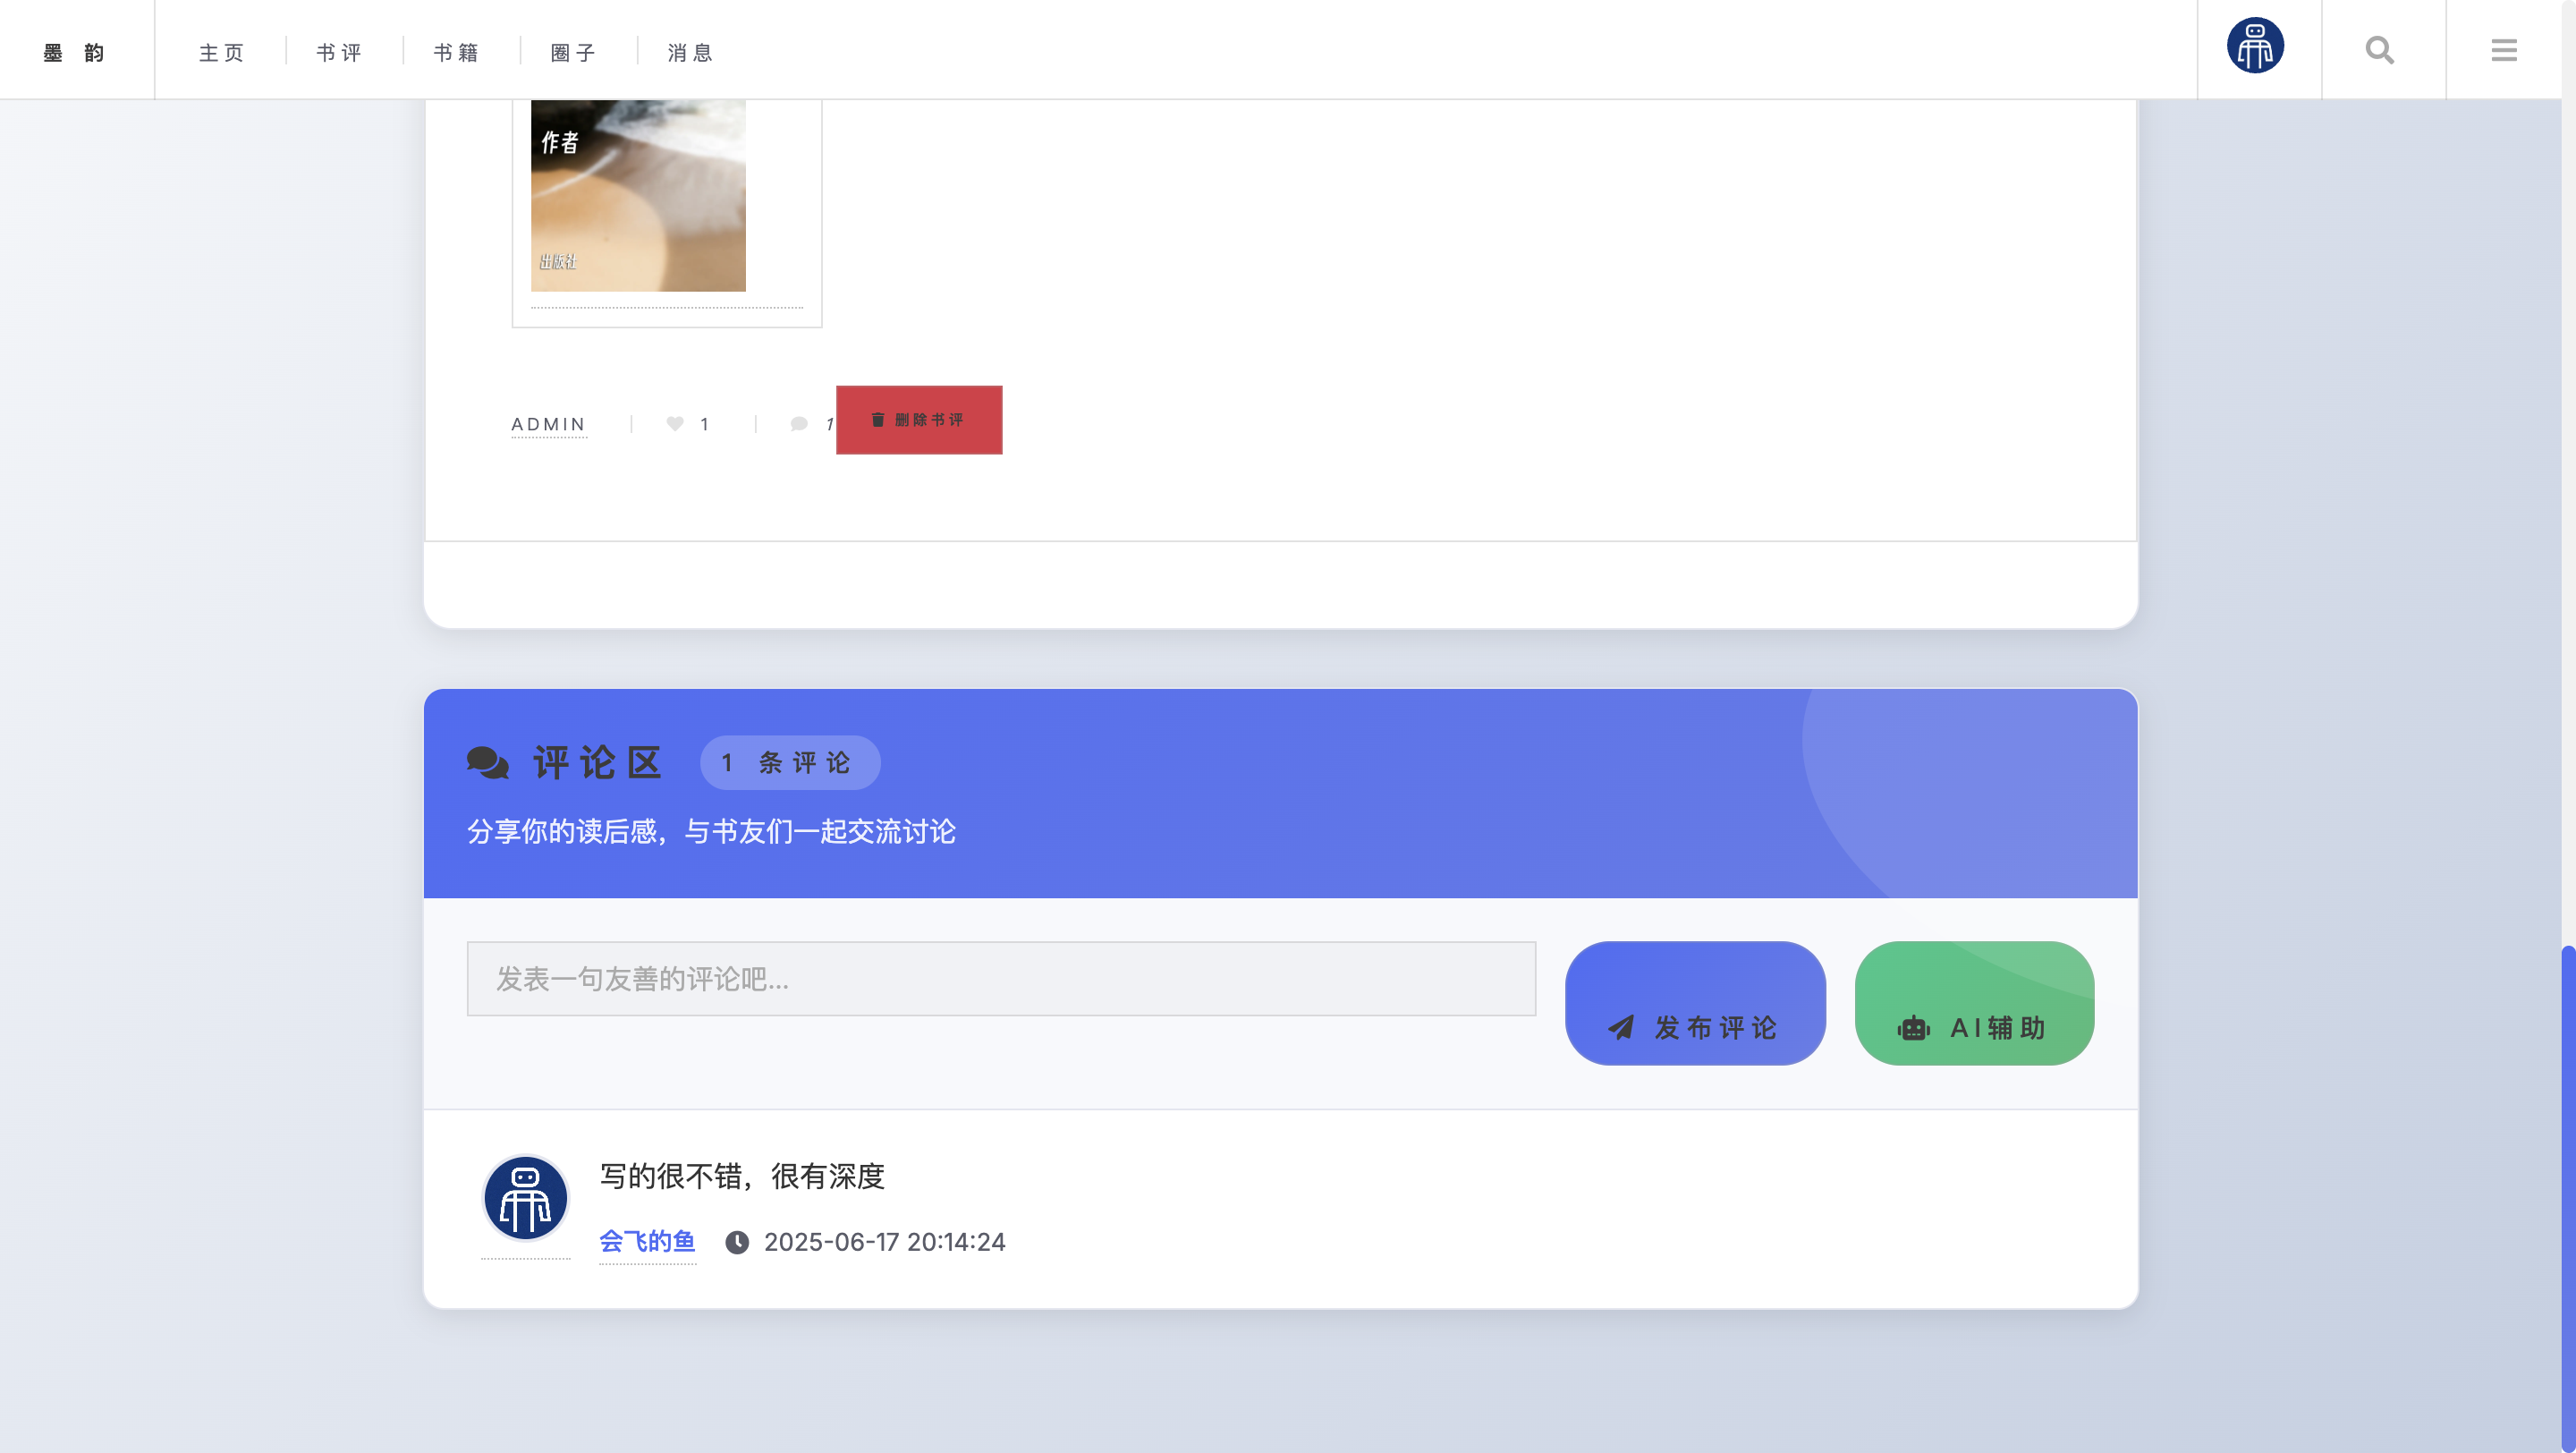 墨 韵 主页 书评 书籍 圈子 消息
作者
出版社
ADMIN 1 1 删除书评
评论区 1 条评论
分享你的读后感，与书友们一起交流讨论
发表一句友善的评论吧... 发布评论 AI辅助
写的很不错，很有深度
会飞的鱼 2025-06-17 20:14:24